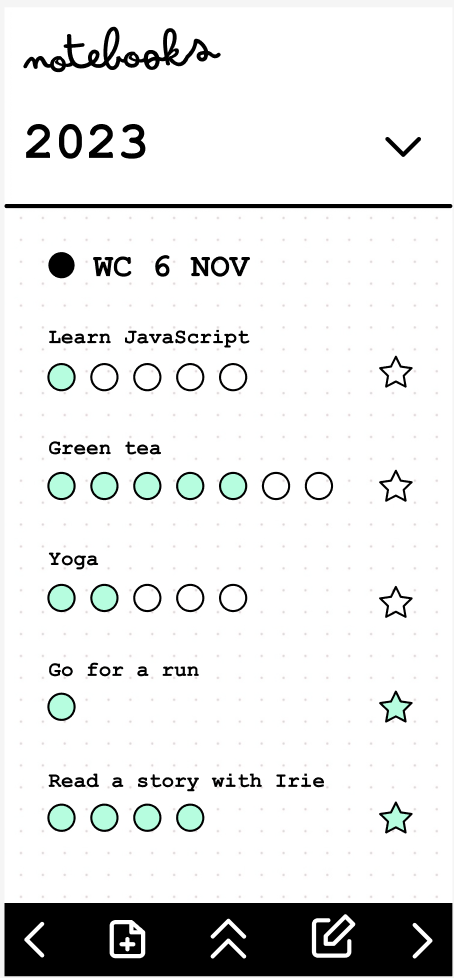 notebooks
2023
WC 6 NOV
Learn JavaScript
Green tea
Yoga
Go for a run
Read a story with Irie